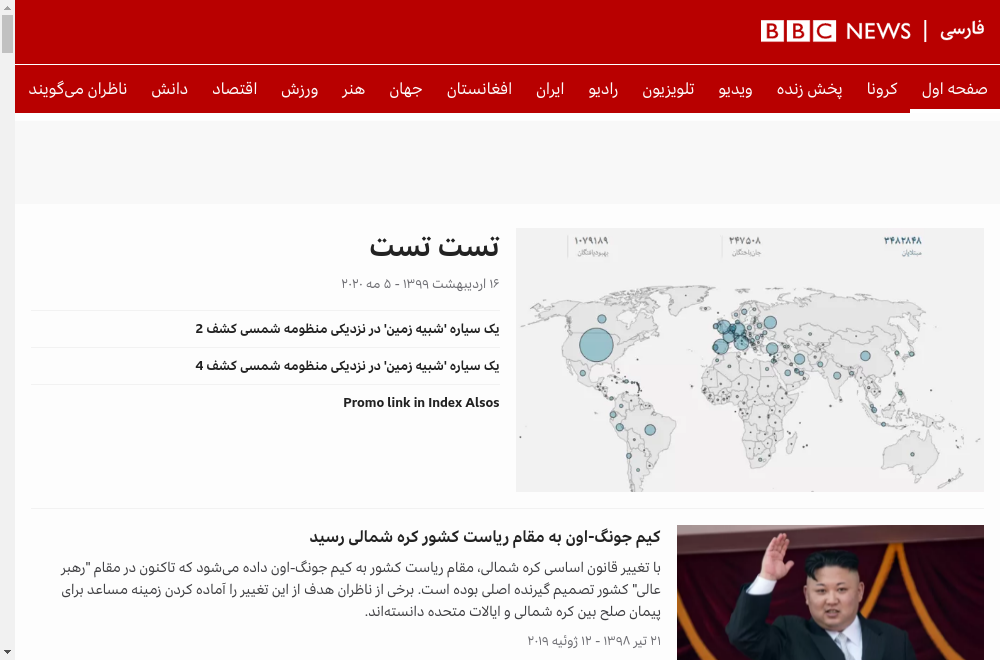 BBC NEWS | فارسی
صفحه اول کرونا پخش زنده ویدیو تلویزیون رادیو ایران افغانستان جهان هنر ورزش اقتصاد دانش ناظران می‌گویند
۳۴۸۲۸۴۸ ۲۴۷۵۰۸ ۱۰۷۹۱۸۹
مبتلایان جان‌باختگان بهبودیافتگان
تست تست
۱۶ اردیبهشت ۱۳۹۹ - ۵ مه ۲۰۲۰
یک سیاره 'شبیه زمین' در نزدیکی منظومه شمسی کشف 2
یک سیاره 'شبیه زمین' در نزدیکی منظومه شمسی کشف 4
Promo link in Index Alsos
کیم جونگ-اون به مقام ریاست کشور کره شمالی رسید
با تغییر قانون اساسی کره شمالی، مقام ریاست کشور به کیم جونگ-اون داده می‌شود که تاکنون در مقام "رهبر
عالی" کشور تصمیم گیرنده اصلی بوده است. برخی از ناظران هدف از این تغییر را آماده کردن زمینه مساعد برای
پیمان صلح بین کره شمالی و ایالات متحده دانسته‌اند.
۲۱ تیر ۱۳۹۸ - ۱۲ ژوئیه ۲۰۱۹